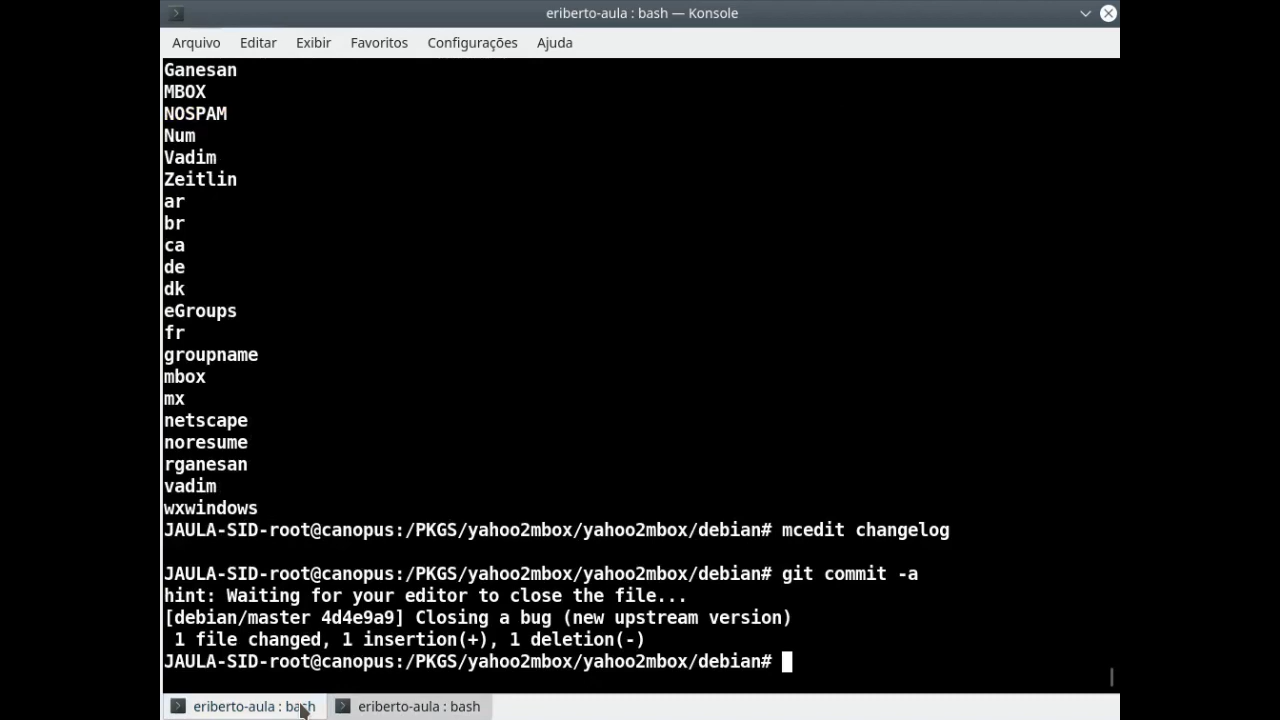 eriberto-aula : bash — Konsole
Arquivo Editar Exibir Favoritos Configurações Ajuda
Ganesan
MBOX
NOSPAM
Num
Vadim
Zeitlin
ar
br
ca
de
dk
eGroups
fr
groupname
mbox
mx
netscape
noresume
rganesan
vadim
wxwindows
JAULA-SID-root@canopus:/PKGS/yahoo2mbox/yahoo2mbox/debian# mcedit changelog
JAULA-SID-root@canopus:/PKGS/yahoo2mbox/yahoo2mbox/debian# git commit -a
hint: Waiting for your editor to close the file...
[debian/master 4d4e9a9] Closing a bug (new upstream version)
 1 file changed, 1 insertion(+), 1 deletion(-)
JAULA-SID-root@canopus:/PKGS/yahoo2mbox/yahoo2mbox/debian#
eriberto-aula : bash eriberto-aula : bash